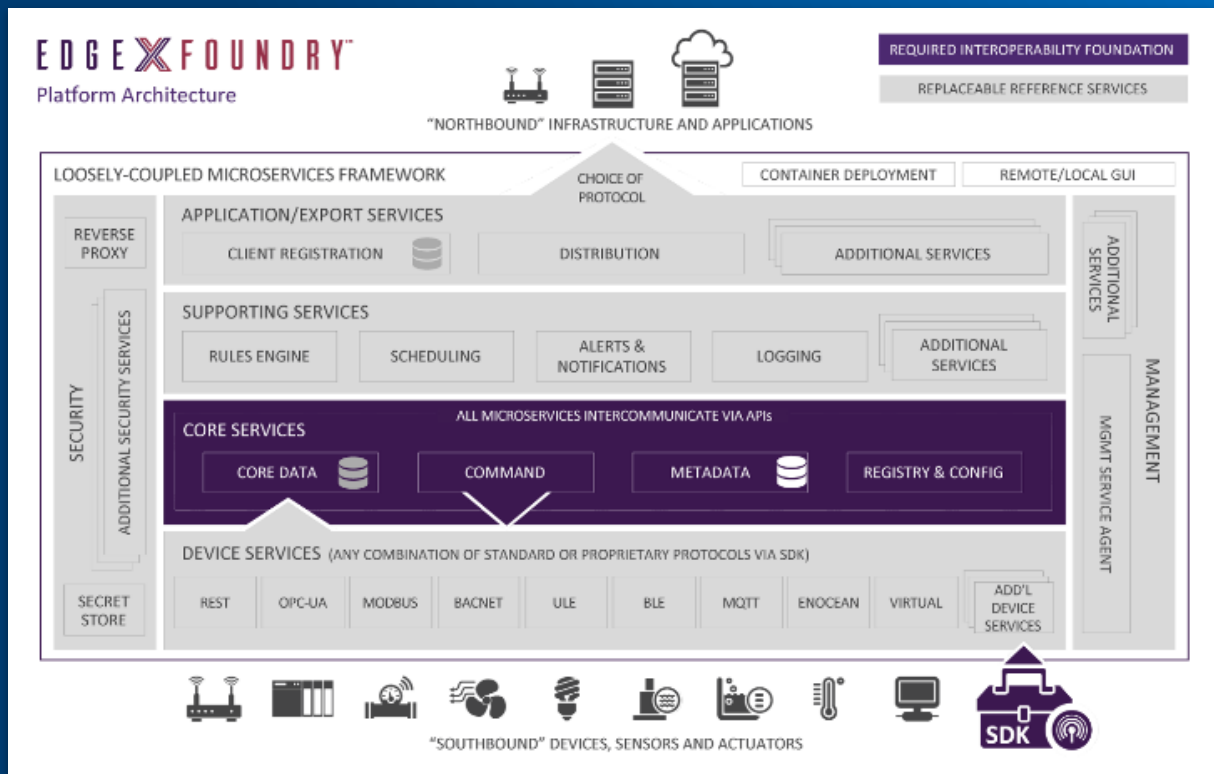 EDGE X FOUNDRY™
Platform Architecture
REQUIRED INTEROPERABILITY FOUNDATION
REPLACEABLE REFERENCE SERVICES
"NORTHBOUND" INFRASTRUCTURE AND APPLICATIONS
LOOSELY-COUPLED MICROSERVICES FRAMEWORK
CHOICE OF
PROTOCOL
CONTAINER DEPLOYMENT
REMOTE/LOCAL GUI
REVERSE
PROXY
SECURITY
ADDITIONAL SECURITY SERVICES
SECRET
STORE
APPLICATION/EXPORT SERVICES
CLIENT REGISTRATION
DISTRIBUTION
ADDITIONAL SERVICES
SUPPORTING SERVICES
RULES ENGINE
SCHEDULING
ALERTS &
NOTIFICATIONS
LOGGING
ADDITIONAL
SERVICES
ALL MICROSERVICES INTERCOMMUNICATE VIA APIs
CORE SERVICES
CORE DATA
COMMAND
METADATA
REGISTRY & CONFIG
DEVICE SERVICES (ANY COMBINATION OF STANDARD OR PROPRIETARY PROTOCOLS VIA SDK)
REST
OPC-UA
MODBUS
BACNET
ULE
BLE
MQTT
ENOCEAN
VIRTUAL
ADD'L
DEVICE
SERVICES
ADDITIONAL
SERVICES
MANAGEMENT
MGMT SERVICE AGENT
SDK
"SOUTHBOUND" DEVICES, SENSORS AND ACTUATORS